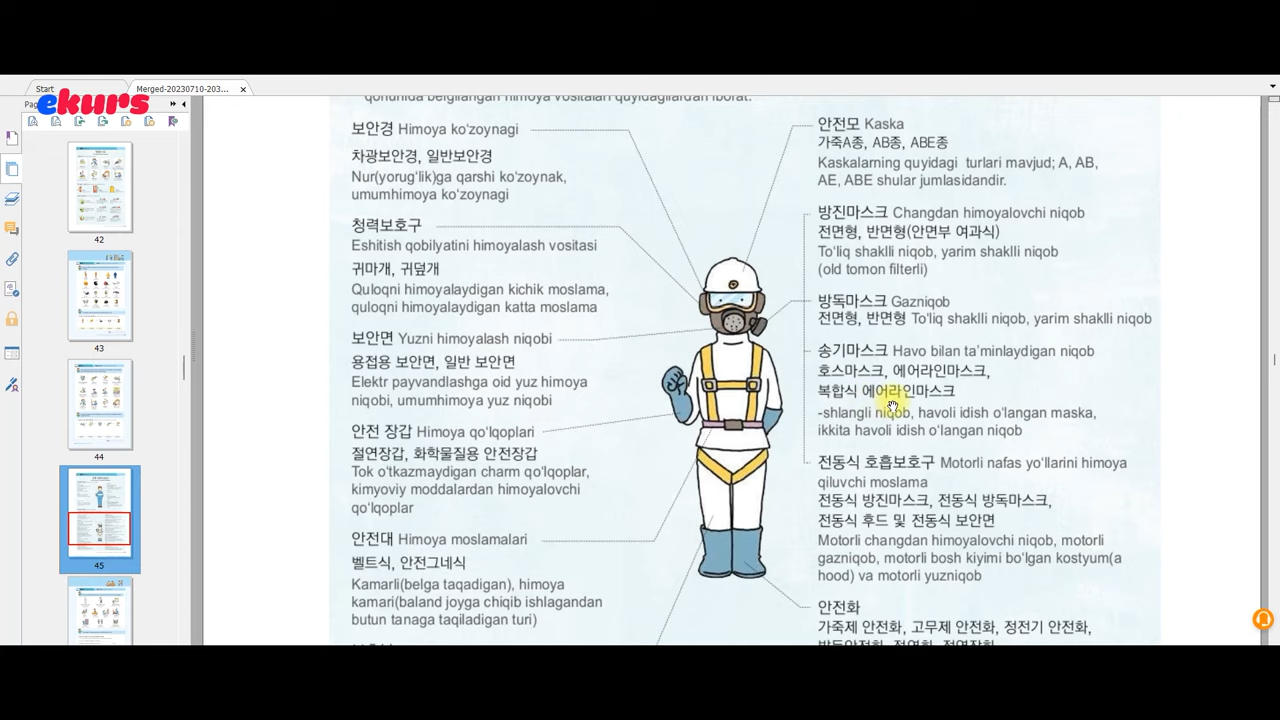 Start
Merged-20230710-203...
ekurs
42
43
44
45
qonunida belgilangan himoya vositalari quyidagilardan iborat.
보안경 Himoya ko‘zoynagi
차광보안경, 일반보안경
Nur(yorug‘lik)ga qarshi ko‘zoynak,
umumhimoya ko‘zoynagi
청력보호구
Eshitish qobilyatini himoyalash vositasi
귀마개, 귀덮개
Quloqni himoyalaydigan kichik moslama,
quloqni himoyalaydigan katta moslama
보안면 Yuzni himoyalash niqobi
용접용 보안면, 일반 보안면
Elektr payvandlashga oid yuz himoya
niqobi, umumhimoya yuz niqobi
안전 장갑 Himoya qo‘lqoplari
절연장갑, 화학물질용 안전장갑
Tok o‘tkazmaydigan charm qo‘lqoplar,
kimyoviy moddalardan himoyalovchi
qo‘lqoplar
안전대 Himoya moslamalari
벨트식, 안전그네식
Kamarli(belga taqadigan), himoya
kamari(baland joyga chiqib ishlagandan
butun tanaga taqiladigan turi)
안전모 Kaska
가죽A종, AB종, ABE종
Kaskalarning quyidagi turlari mavjud; A, AB,
AE, ABE shular jumlasidandir.
방진마스크 Changdan himoyalovchi niqob
전면형, 반면형(안면부 여과식)
To‘liq shaklli niqob, yarim shaklli niqob
(old tomon filterli)
방독마스크 Gazniqob
전면형, 반면형 To‘liq shaklli niqob, yarim shaklli niqob
송기마스크 Havo bilan ta’minlaydigan niqob
호스마스크, 에어라인마스크,
복합식 에어라인마스크
-shlangli niqob, havoli idish o‘langan maska,
ikkita havoli idish o‘langan niqob
전동식 호흡보호구 Motorli nafas yo‘llarini himoya
qiluvchi moslama
전동식 방진마스크, 전동식 방독마스크,
전동식 후드 및 전동식 보안면
Motorli changdan himoyalovchi niqob, motorli
gazniqob, motorli bosh kiyimi bo‘lgan kostyum(a
hood) va motorli yuzniqob
안전화
가죽제 안전화, 고무제 안전화, 정전기 안전화,